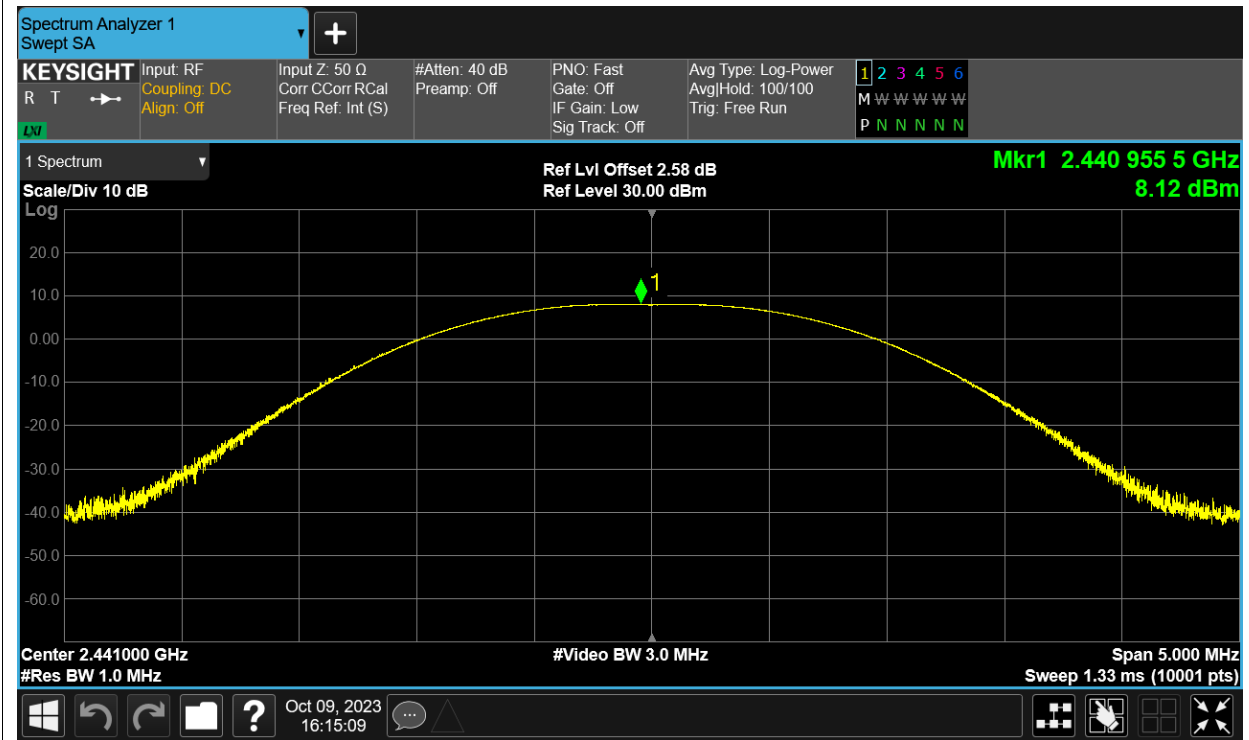 Spectrum Analyzer 1
Swept SA
KEYSIGHT
R T
LXI
Input: RF
Coupling: DC
Align: Off
Input Z: 50 Ω
Corr CCorr RCal
Freq Ref: Int (S)
#Atten: 40 dB
Preamp: Off
PNO: Fast
Gate: Off
IF Gain: Low
Sig Track: Off
Avg Type: Log-Power
Avg|Hold: 100/100
Trig: Free Run
1 2 3 4 5 6
M W W W W W
P N N N N N
1 Spectrum
Scale/Div 10 dB
Log
Ref Lvl Offset 2.58 dB
Ref Level 30.00 dBm
Mkr1 2.440 955 5 GHz
8.12 dBm
20.0
10.0
0.00
-10.0
-20.0
-30.0
-40.0
-50.0
-60.0
1
Center 2.441000 GHz
#Res BW 1.0 MHz
#Video BW 3.0 MHz
Span 5.000 MHz
Sweep 1.33 ms (10001 pts)
?
Oct 09, 2023
16:15:09